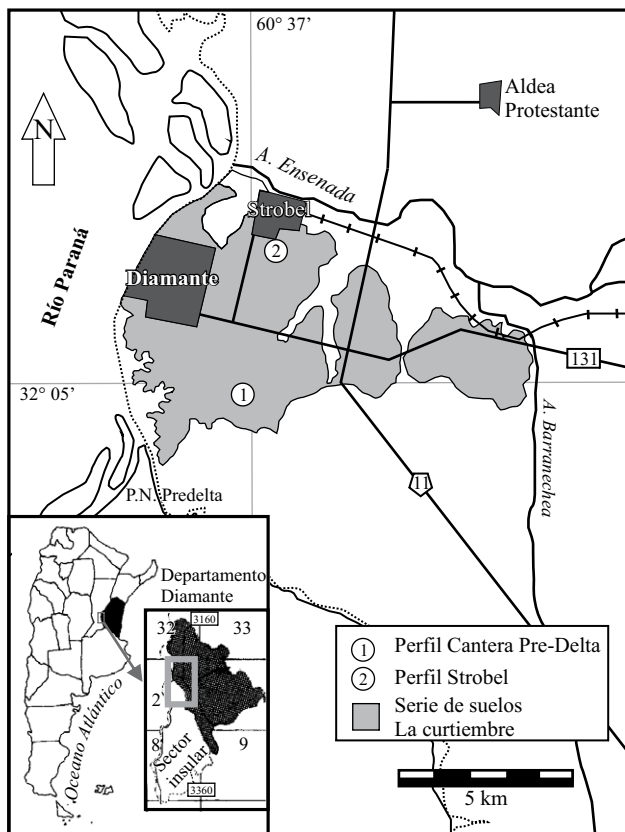 60° 37’
Aldea
Protestante
N
A. Ensenada
Strobel
2
Río Paraná
Diamante
131
32° 05’
1
A. Barranechea
P.N. Predelta
11
Departamento
Diamante
3160
32
33
2
8
9
Sector
insular
3360
Oceano Atlántico
1 Perfil Cantera Pre-Delta
2 Perfil Strobel
Serie de suelos
La curtiembre
5 km